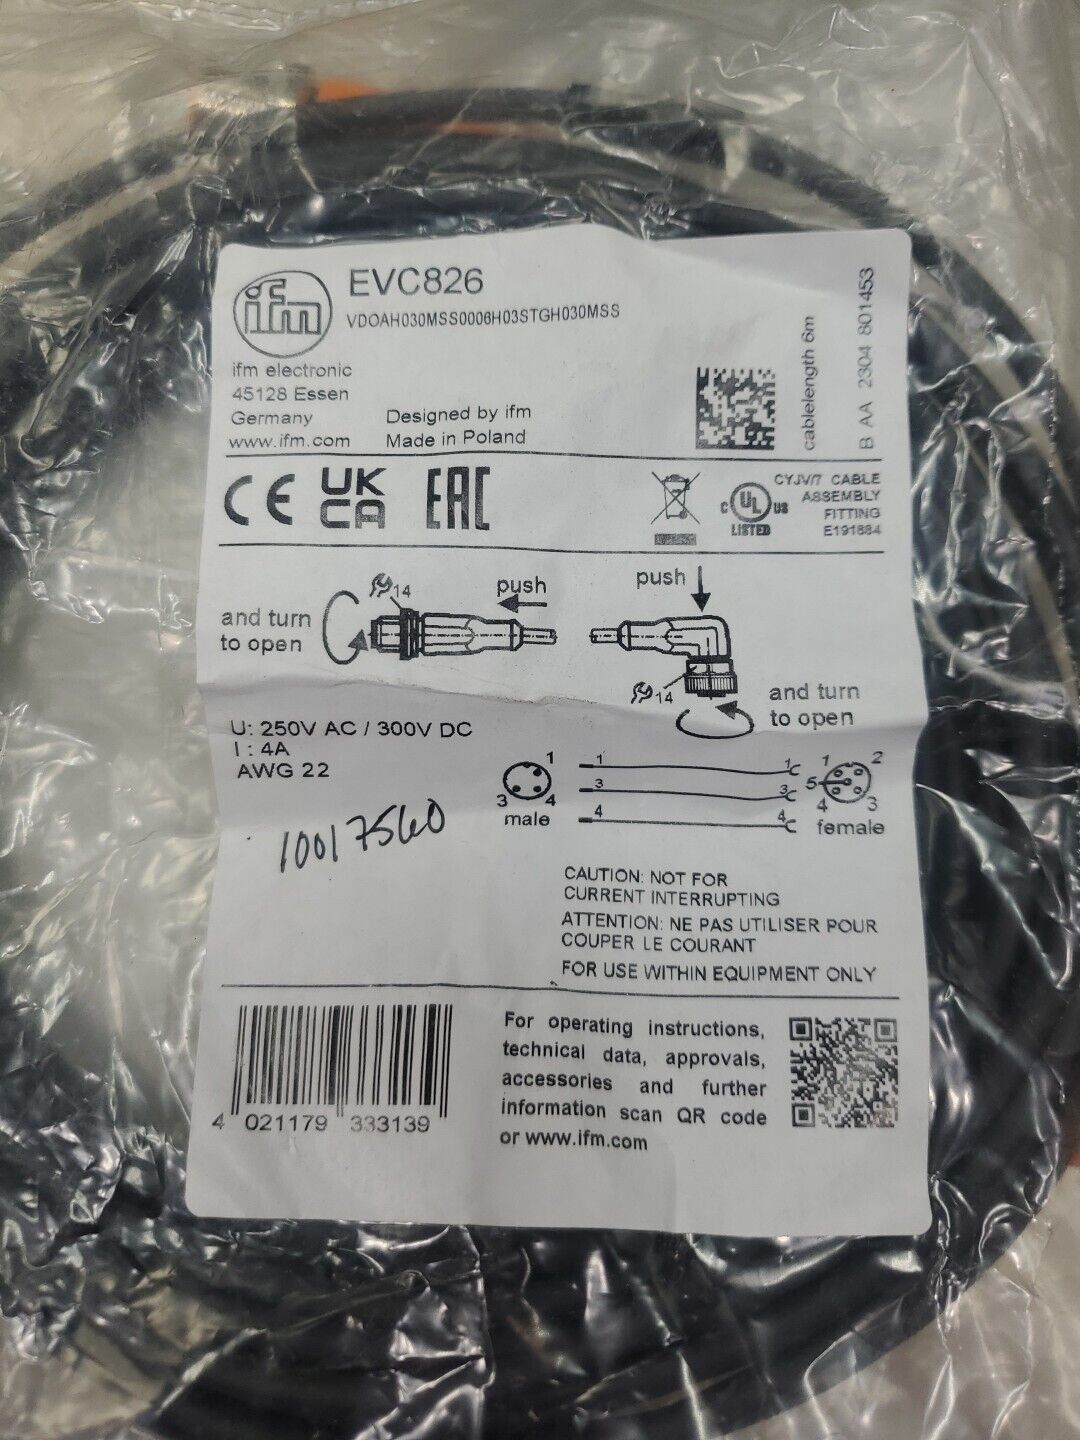 ifm
EVC826
VDOAH030MSS0006H03STGH030MSS
ifm electronic
45128 Essen
Germany
www.ifm.com
Designed by ifm
Made in Poland
cablelength 6m
B AA 2304 801453
CE
UK
CA
EAC
C UL US
LISTED
CYJV/7 CABLE
ASSEMBLY
FITTING
E191884
14
push
and turn
to open
push
14
and turn
to open
U: 250V AC / 300V DC
I : 4A
AWG 22
1
3 4
male
1 1
3 3
4 4
1 2
5
4 3
female
10017560
CAUTION: NOT FOR
CURRENT INTERRUPTING
ATTENTION: NE PAS UTILISER POUR
COUPER LE COURANT
FOR USE WITHIN EQUIPMENT ONLY
4 021179 333139
For operating instructions,
technical data, approvals,
accessories and further
information scan QR code
or www.ifm.com